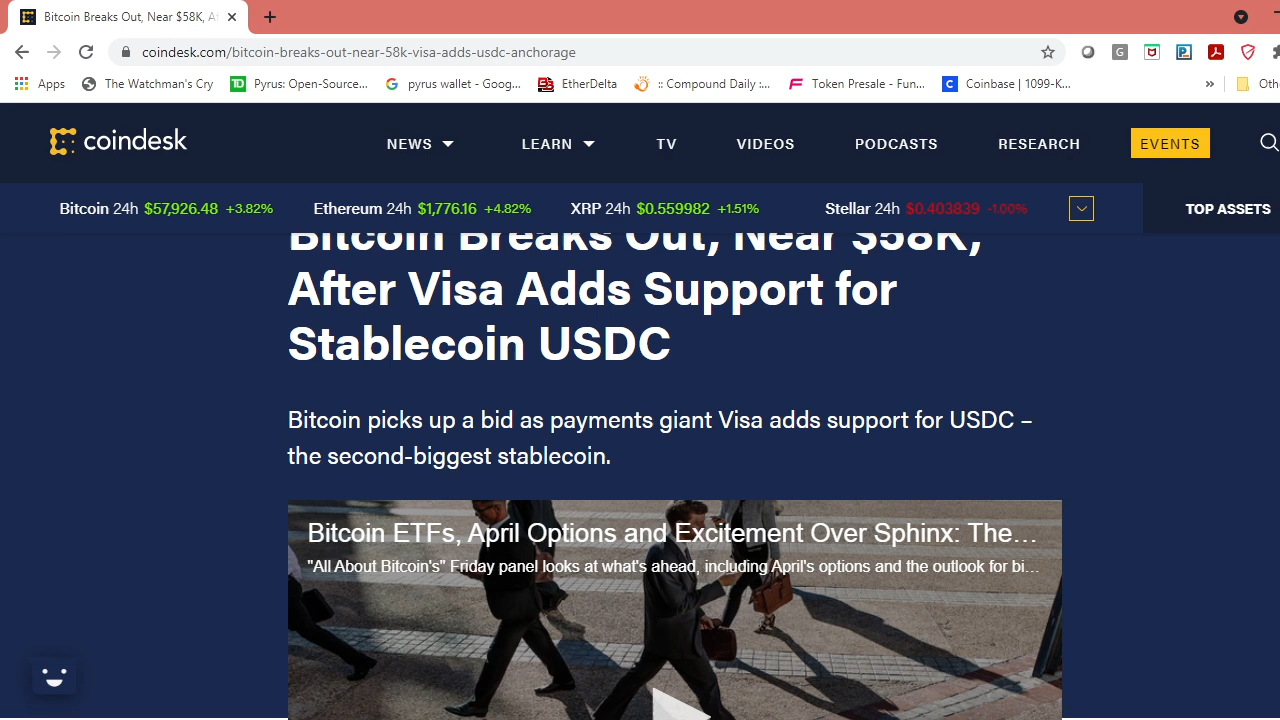 Bitcoin Breaks Out, Near $58K, A
coindesk.com/bitcoin-breaks-out-near-58k-visa-adds-usdc-anchorage
Apps The Watchman's Cry Pyrus: Open-Source... pyrus wallet - Goog... EtherDelta :: Compound Daily :... Token Presale - Fun... Coinbase | 1099-K... » Oth
coindesk NEWS LEARN TV VIDEOS PODCASTS RESEARCH EVENTS
Bitcoin 24h $57,926.48 +3.82% Ethereum 24h $1,776.16 +4.82% XRP 24h $0.559982 +1.51% Stellar 24h $0.403839 -1.00% TOP ASSETS
Bitcoin Breaks Out, Near $58K,
After Visa Adds Support for
Stablecoin USDC
Bitcoin picks up a bid as payments giant Visa adds support for USDC –
the second-biggest stablecoin.
Bitcoin ETFs, April Options and Excitement Over Sphinx: The...
"All About Bitcoin's" Friday panel looks at what's ahead, including April's options and the outlook for bi...